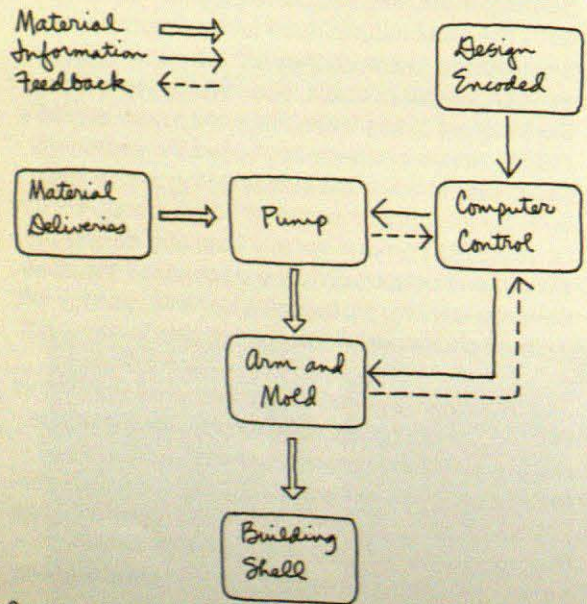 Material
Information
Feedback
Design
Encoded
Material
Deliveries
Pump
Computer
Control
Arm and
Mold
Building
Shell